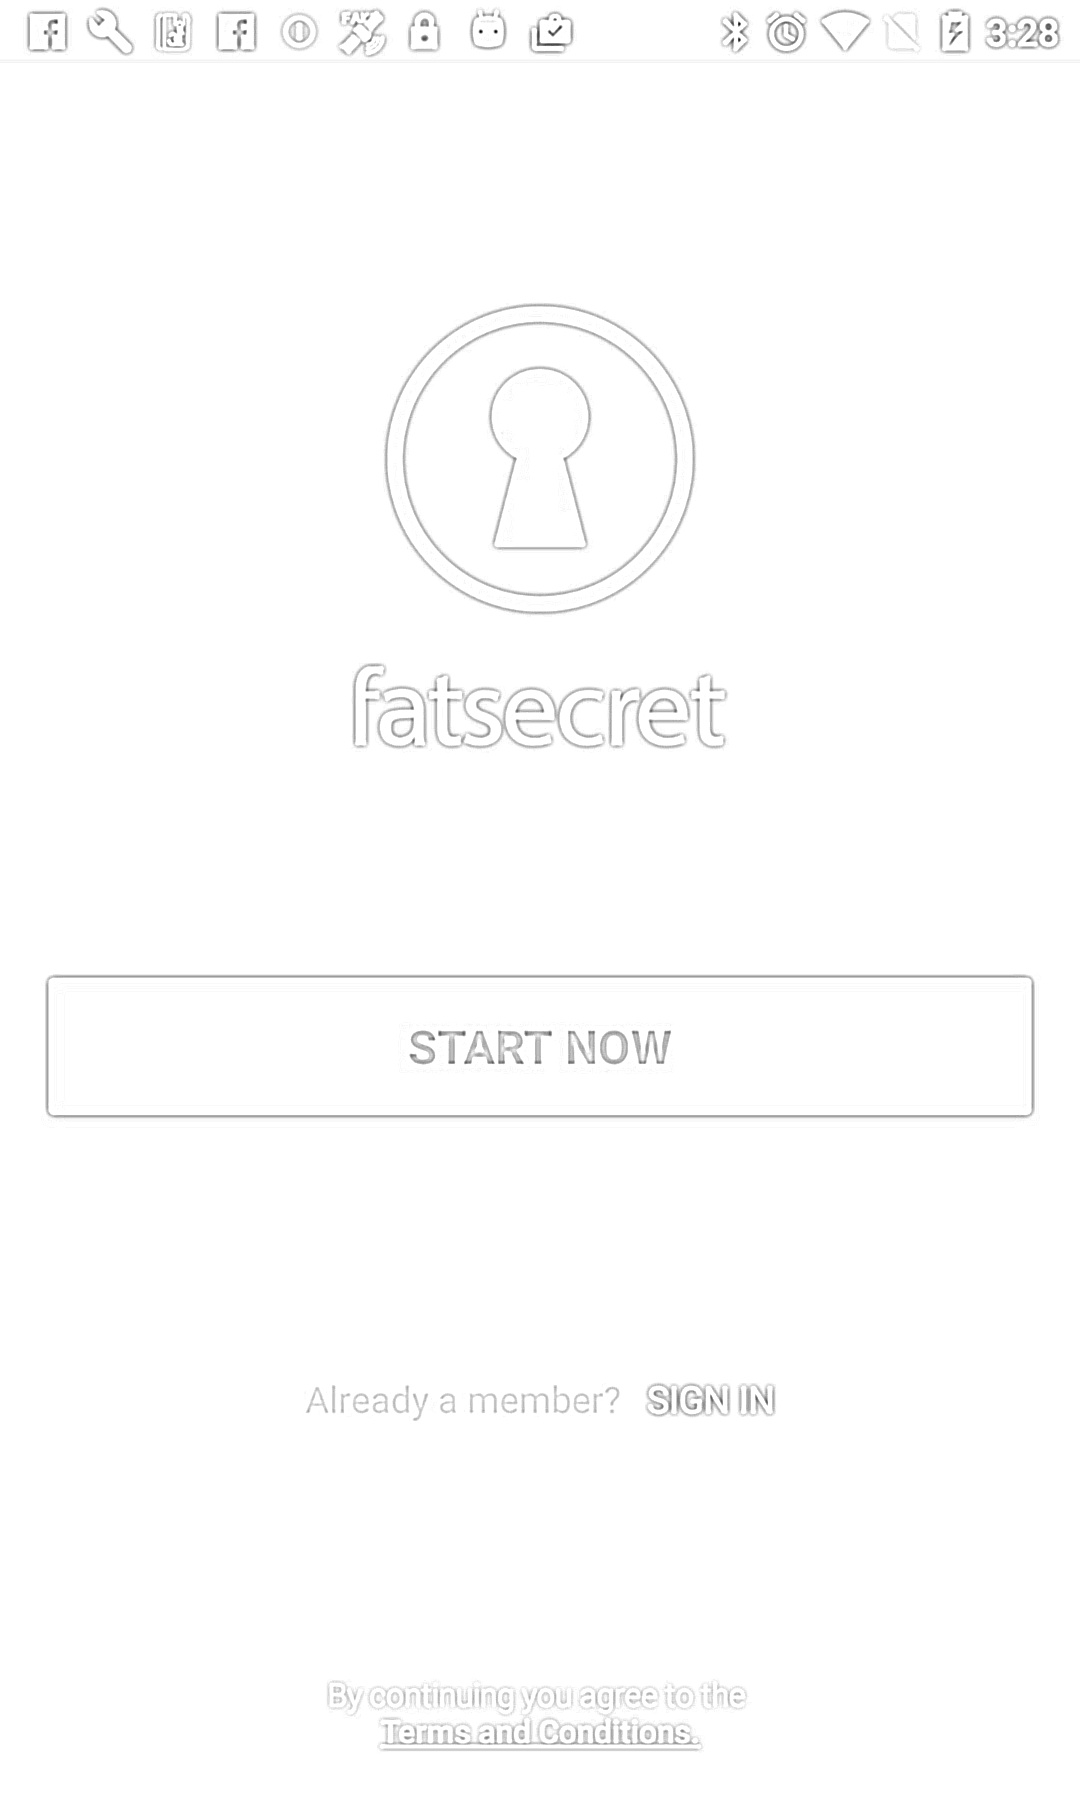 3:28
fatsecret
START NOW
Already a member? SIGN IN
By continuing you agree to the
Terms and Conditions.